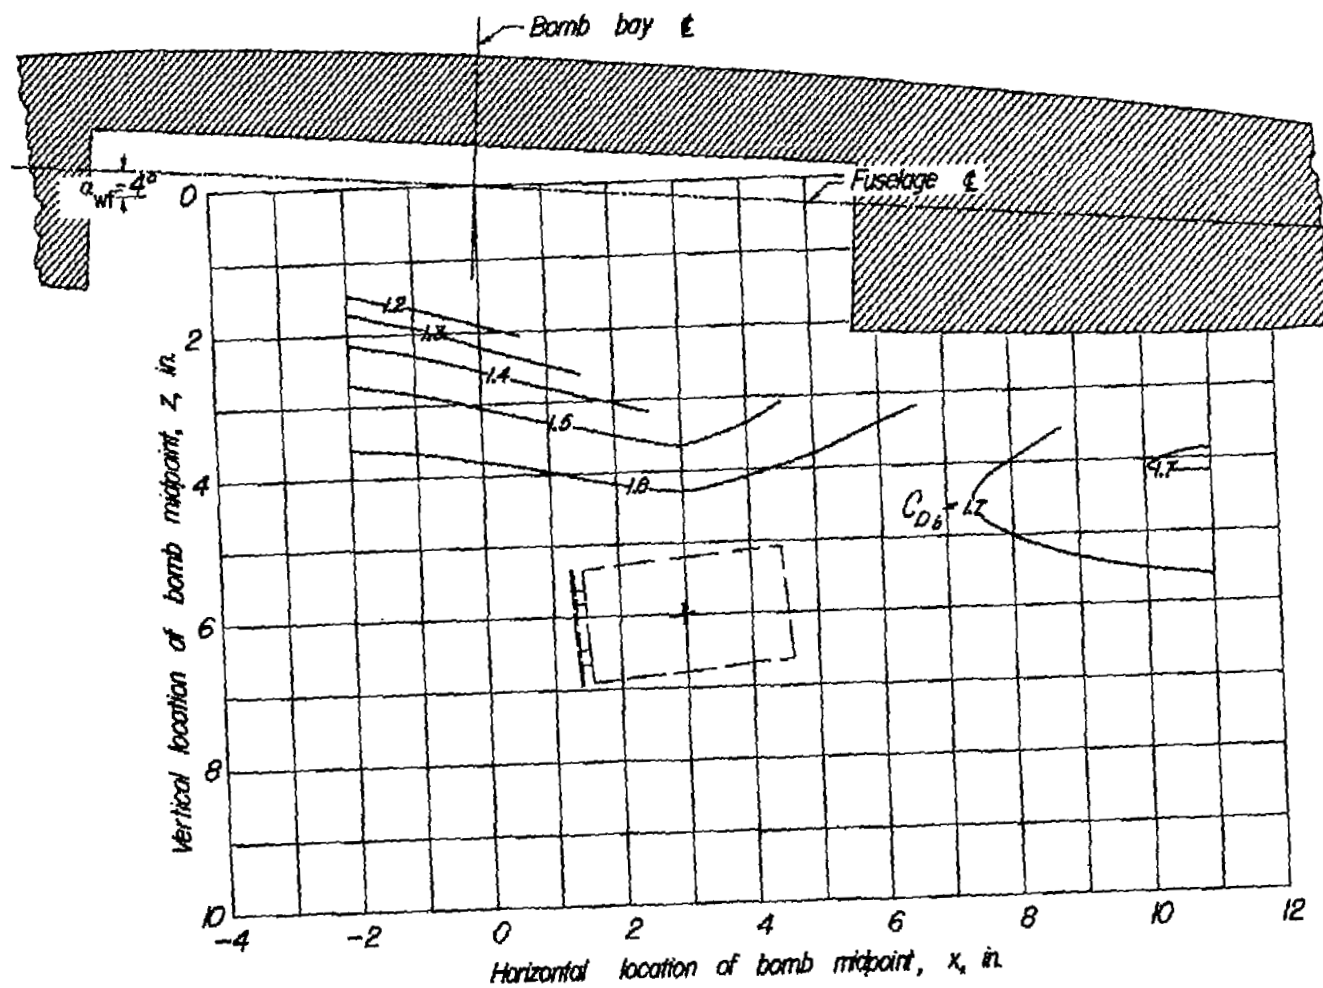 Bomb bay ℄
α_wf = 4°
Fuselage ℄
0
2
4
6
8
10
1.2
1.3
1.4
1.5
1.6
C_Db = 1.7
1.7
Vertical location of bomb midpoint, z, in.
-4 -2 0 2 4 6 8 10 12
Horizontal location of bomb midpoint, x, in.